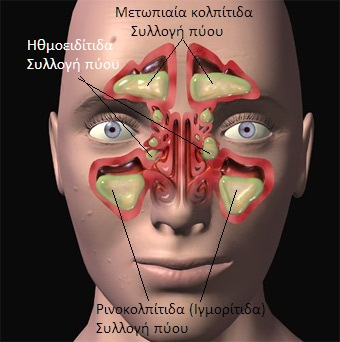 Μετωπιαία κολπίτιδα
Συλλογή πύου
Ηθμοειδίτιδα
Συλλογή πύου
Ρινοκολπίτιδα (Ιγμορίτιδα)
Συλλογή πύου